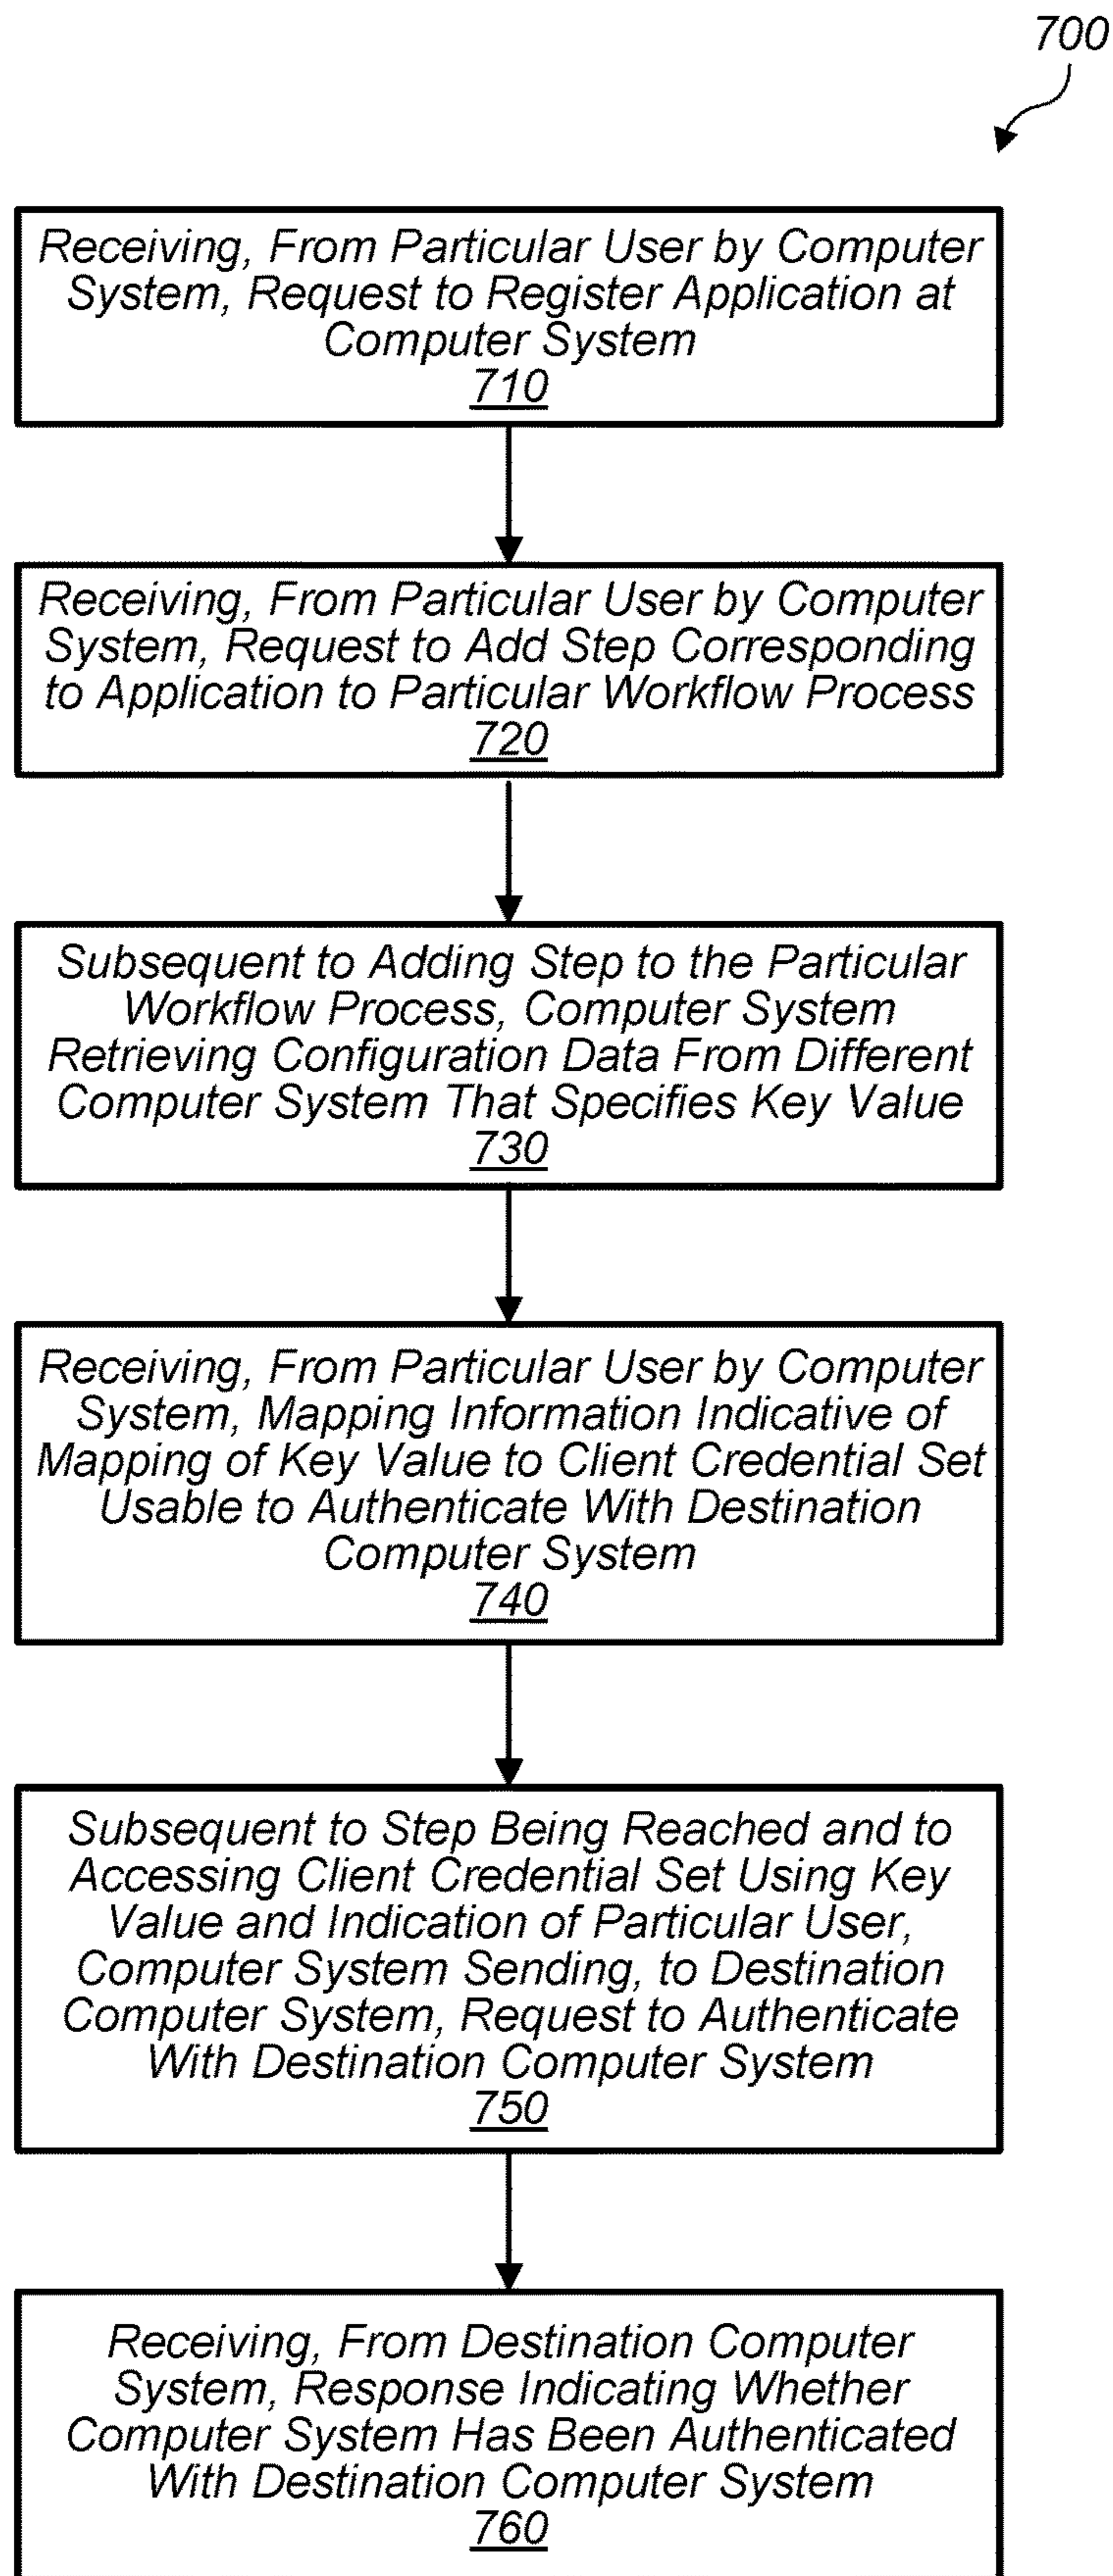 700
Receiving, From Particular User by Computer
System, Request to Register Application at
Computer System
710
Receiving, From Particular User by Computer
System, Request to Add Step Corresponding
to Application to Particular Workflow Process
720
Subsequent to Adding Step to the Particular
Workflow Process, Computer System
Retrieving Configuration Data From Different
Computer System That Specifies Key Value
730
Receiving, From Particular User by Computer
System, Mapping Information Indicative of
Mapping of Key Value to Client Credential Set
Usable to Authenticate With Destination
Computer System
740
Subsequent to Step Being Reached and to
Accessing Client Credential Set Using Key
Value and Indication of Particular User,
Computer System Sending, to Destination
Computer System, Request to Authenticate
With Destination Computer System
750
Receiving, From Destination Computer
System, Response Indicating Whether
Computer System Has Been Authenticated
With Destination Computer System
760